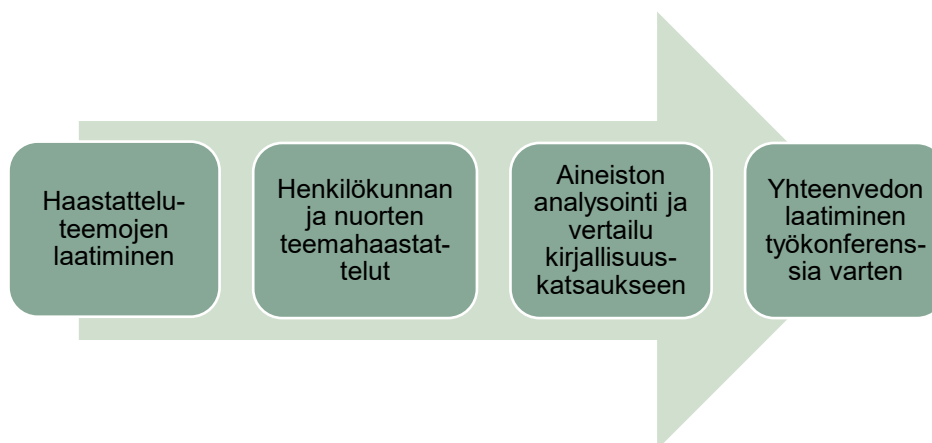 Haastattelu-
teemojen
laatiminen
Henkilökunnan
ja nuorten
teemahaastat-
telut
Aineiston
analysointi ja
vertailu
kirjallisuus-
katsaukseen
Yhteenvedon
laatiminen
työkonferens-
sia varten